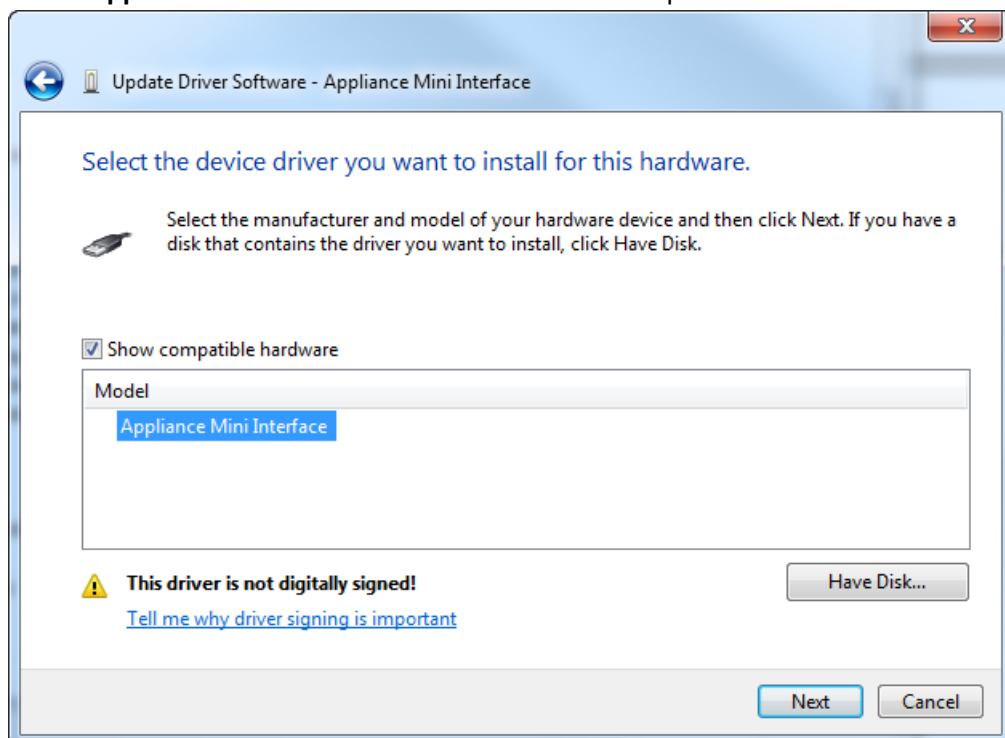 Update Driver Software - Appliance Mini Interface
Select the device driver you want to install for this hardware.
Select the manufacturer and model of your hardware device and then click Next. If you have a
disk that contains the driver you want to install, click Have Disk.
Show compatible hardware
Model
Appliance Mini Interface
This driver is not digitally signed!
Have Disk...
Tell me why driver signing is important
Next
Cancel